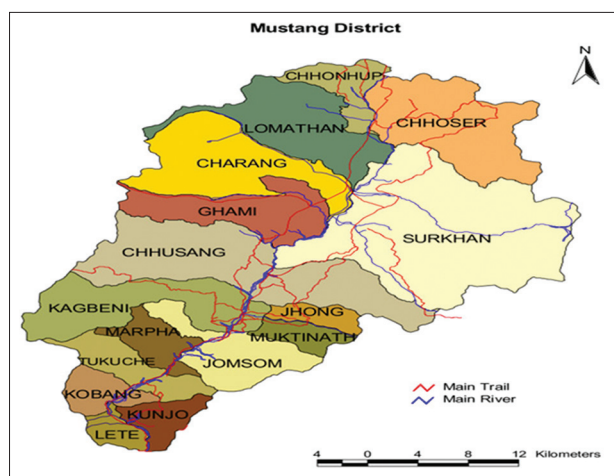 Mustang District
N
CHHONHUP
LOMATHAN
CHHOSER
CHARANG
GHAMI
SURKHAN
CHHUSANG
KAGBENI
JHONG
MARPHA
MUKTINATH
TUKUCHE
JOMSOM
KOBANG
KUNJO
LETE
Main Trail
Main River
4 0 4 8 12 Kilometers